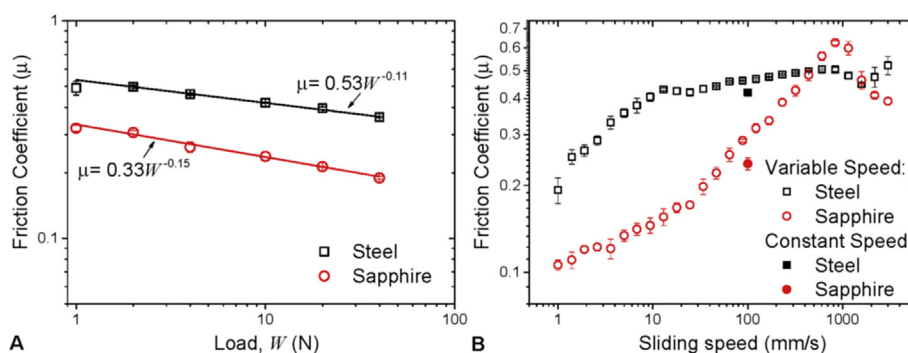 1
0.1
Friction Coefficient (μ)
μ= 0.53W-0.11
μ= 0.33W-0.15
Steel
Sapphire
1
10
100
Load, W (N)
A
0.7
0.5
0.4
0.3
0.2
0.1
Friction Coefficient (μ)
Variable Speed:
Steel
Sapphire
Constant Speed:
Steel
Sapphire
1
10
100
1000
Sliding speed (mm/s)
B